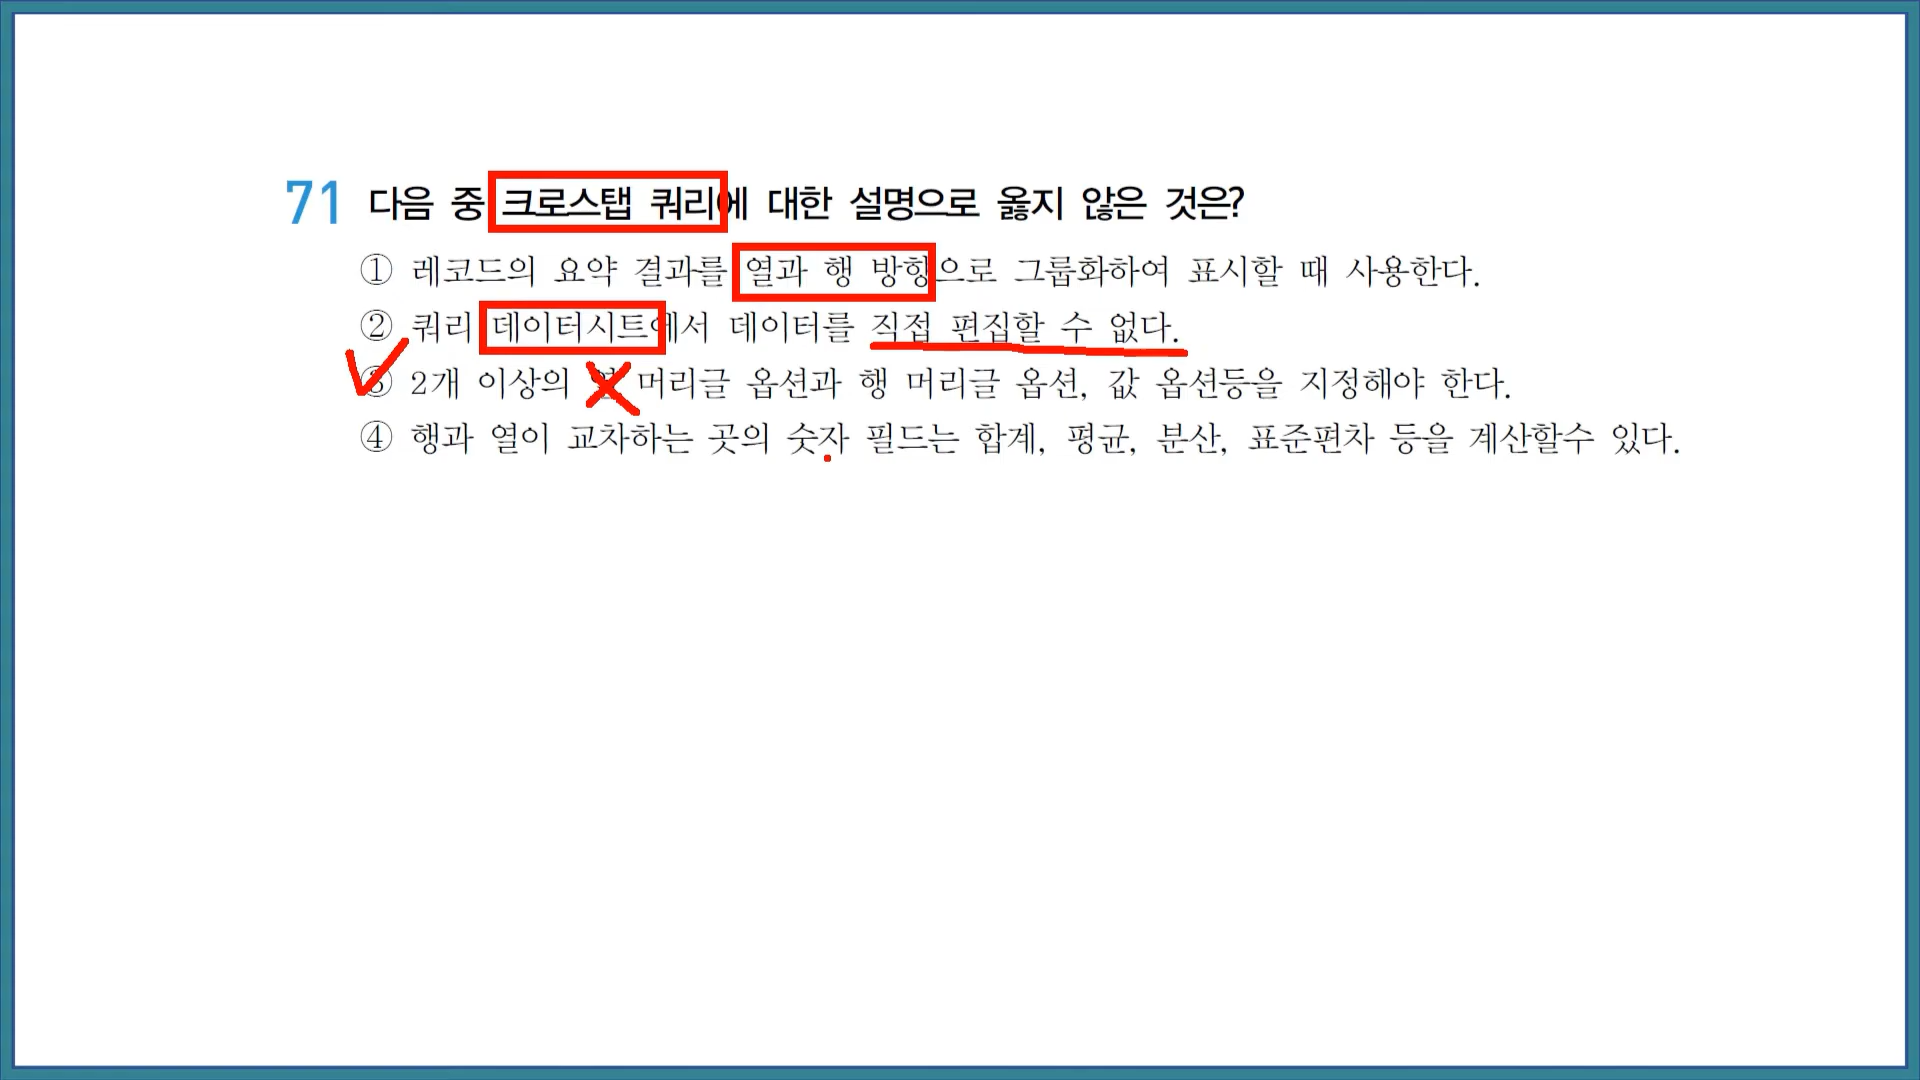 71 다음 중 크로스탭 쿼리에 대한 설명으로 옳지 않은 것은?
① 레코드의 요약 결과를 열과 행 방향으로 그룹화하여 표시할 때 사용한다.
② 쿼리 데이터시트에서 데이터를 직접 편집할 수 없다.
③ 2개 이상의 열 머리글 옵션과 행 머리글 옵션, 값 옵션등을 지정해야 한다.
④ 행과 열이 교차하는 곳의 숫자 필드는 합계, 평균, 분산, 표준편차 등을 계산할수 있다.